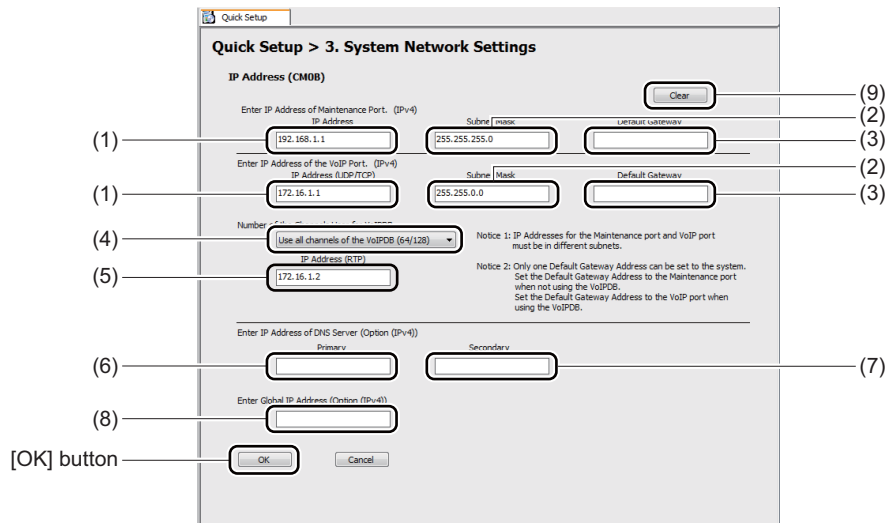 Quick Setup
Quick Setup > 3. System Network Settings
IP Address (CM0B)
Clear
(9)
Enter IP Address of Maintenance Port. (IPv4)
(2)
IP Address Subnet Mask Default Gateway
(1) 192.168.1.1 255.255.255.0 (3)
Enter IP Address of the VoIP Port. (IPv4)
(2)
IP Address (UDP/TCP) Subnet Mask Default Gateway
(1) 172.16.1.1 255.255.0.0 (3)
Number of the Channels Use for VoIPDB
(4) Use all channels of the VoIPDB (64/128)
Notice 1: IP Addresses for the Maintenance port and VoIP port
must be in different subnets.
IP Address (RTP)
(5) 172.16.1.2
Notice 2: Only one Default Gateway Address can be set to the system.
Set the Default Gateway Address to the Maintenance port
when not using the VoIPDB.
Set the Default Gateway Address to the VoIP port when
using the VoIPDB.
Enter IP Address of DNS Server (Option (IPv4))
Primary Secondary
(6) (7)
Enter Global IP Address (Option (IPv4))
(8)
[OK] button OK Cancel